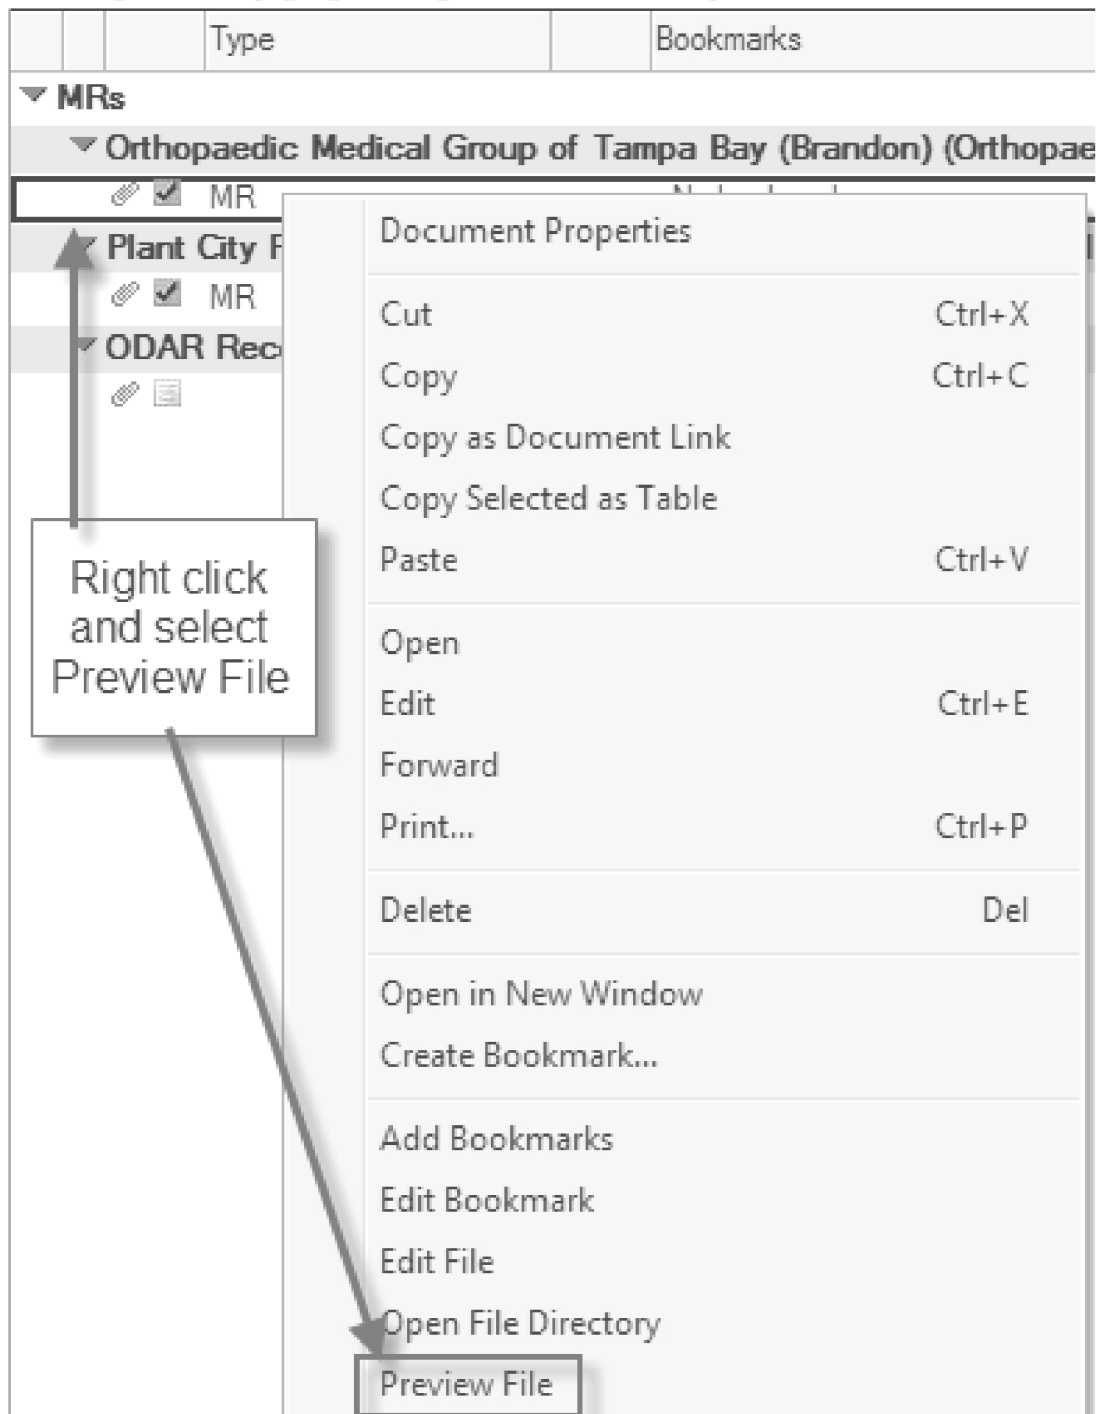 Type Bookmarks
MRs
Orthopaedic Medical Group of Tampa Bay (Brandon) (Orthopae
MR
Plant City
MR
ODAR
Right click
and select
Preview File
Document Properties
Cut Ctrl+X
Copy Ctrl+C
Copy as Document Link
Copy Selected as Table
Paste Ctrl+V
Open
Edit Ctrl+E
Forward
Print... Ctrl+P
Delete Del
Open in New Window
Create Bookmark...
Add Bookmarks
Edit Bookmark
Edit File
Open File Directory
Preview File